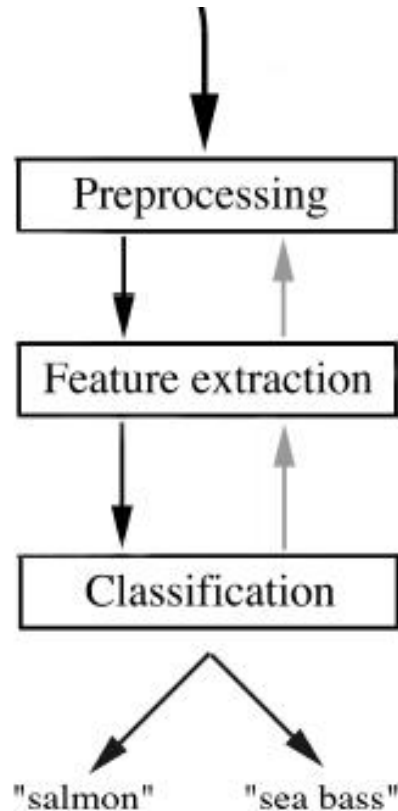 Preprocessing
Feature extraction
Classification
"salmon" "sea bass"